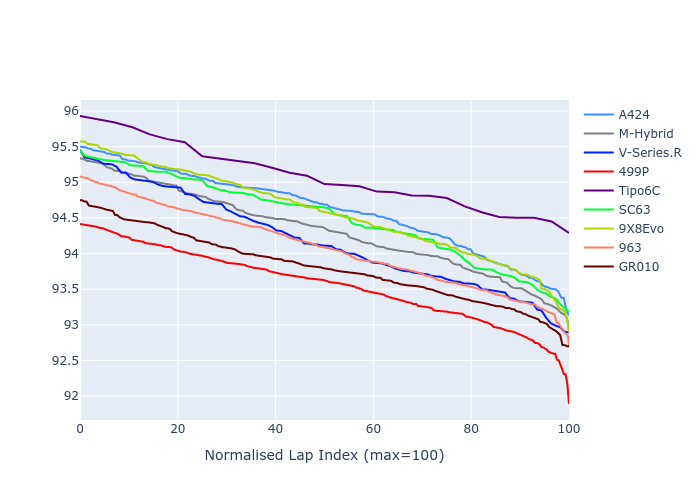 96
95.5
95
94.5
94
93.5
93
92.5
92
0 20 40 60 80 100
Normalised Lap Index (max=100)
A424
M-Hybrid
V-Series.R
499P
Tipo6C
SC63
9X8Evo
963
GR010